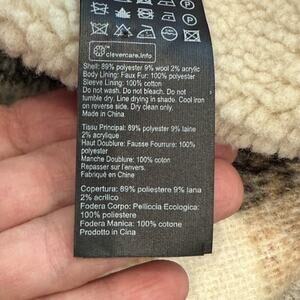 clevercare.info
Shell: 89% polyester 9% wool 2% acrylic
Body Lining: Faux Fur: 100% polyester
Sleeve Lining: 100% cotton
Do not wash. Do not bleach. Do not
tumble dry. Line drying in shade. Cool iron
on reverse side. Dry clean only.
Made in China
Tissu Principal: 89% polyester 9% laine
2% acrylique
Haut Doublure: Fausse Fourrure: 100%
polyester
Manche Doublure: 100% coton
Repasser sur l'envers.
Fabriqué en Chine
Copertura: 89% poliestere 9% lana
2% acrilico
Fodera Corpo: Pelliccia Ecologica:
100% poliestere
Fodera Manica: 100% cotone
Prodotto in Cina